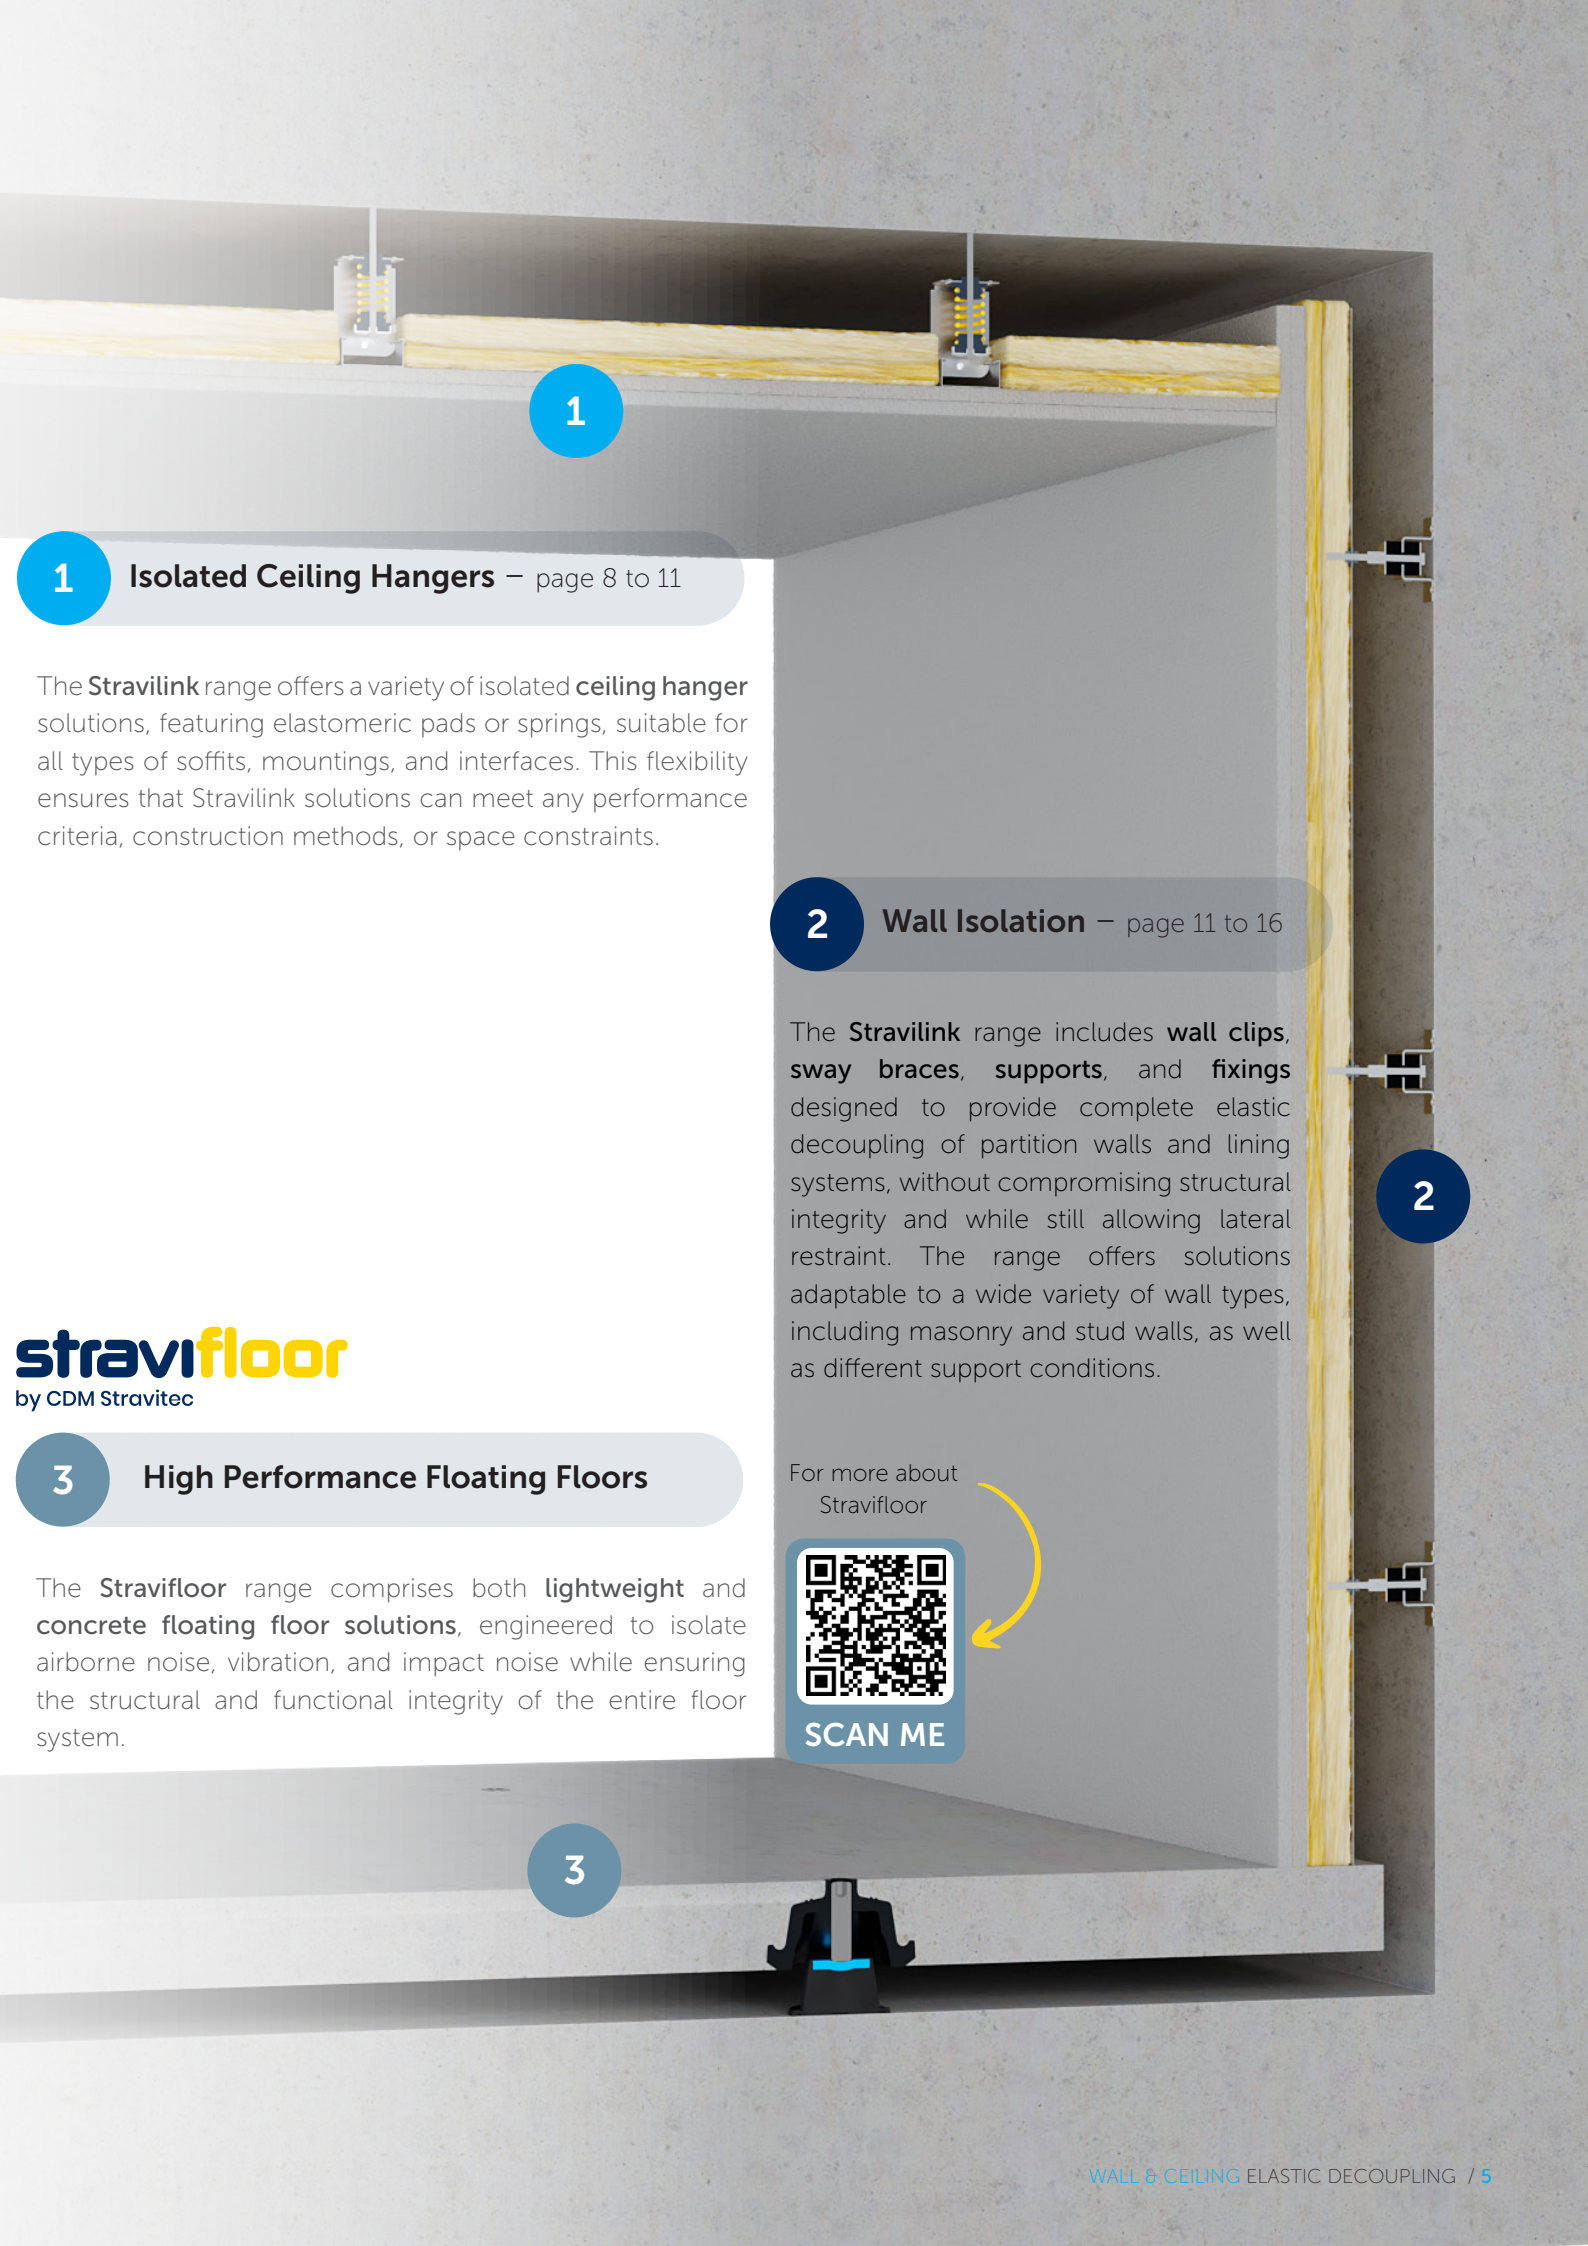 1
1 Isolated Ceiling Hangers – page 8 to 11
The Stravilink range offers a variety of isolated ceiling hanger
solutions, featuring elastomeric pads or springs, suitable for
all types of soffits, mountings, and interfaces. This flexibility
ensures that Stravilink solutions can meet any performance
criteria, construction methods, or space constraints.
2 Wall Isolation – page 11 to 16
The Stravilink range includes wall clips,
sway braces, supports, and fixings
designed to provide complete elastic
decoupling of partition walls and lining
systems, without compromising structural
integrity and while still allowing lateral
restraint. The range offers solutions
adaptable to a wide variety of wall types,
including masonry and stud walls, as well
as different support conditions.
2
stravifloor
by CDM Stravitec
3 High Performance Floating Floors
The Stravifloor range comprises both lightweight and
concrete floating floor solutions, engineered to isolate
airborne noise, vibration, and impact noise while ensuring
the structural and functional integrity of the entire floor
system.
For more about
Stravifloor
SCAN ME
3
WALL & CEILING ELASTIC DECOUPLING / 5